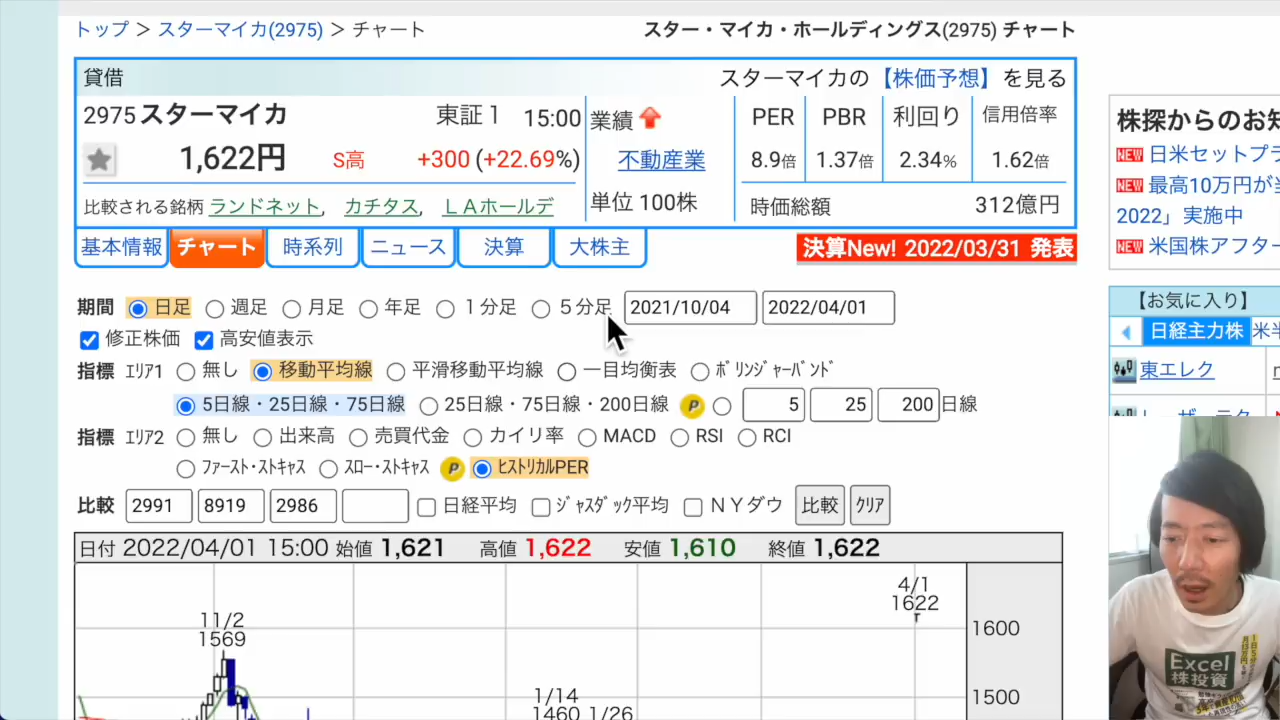 トップ > スターマイカ(2975) > チャート
スター・マイカ・ホールディングス(2975) チャート
貸借
スターマイカの【株価予想】を見る
2975スターマイカ 東証１ 15:00
1,622円 S高 +300 (+22.69%)
比較される銘柄 ランドネット, カチタス, ＬＡホールデ
業績
不動産業
単位 100株
PER PBR 利回り 信用倍率
8.9倍 1.37倍 2.34% 1.62倍
時価総額 312億円
基本情報 チャート 時系列 ニュース 決算 大株主
決算New! 2022/03/31 発表
期間 日足 週足 月足 年足 １分足 ５分足 2021/10/04 2022/04/01
修正株価 高安値表示
指標 エリア1 無し 移動平均線 平滑移動平均線 一目均衡表 ﾎﾞﾘﾝｼﾞｬｰﾊﾞﾝﾄﾞ
5日線・25日線・75日線 25日線・75日線・200日線 P 5 25 200 日線
指標 エリア2 無し 出来高 売買代金 カイリ率 MACD RSI RCI
ﾌｧｰｽﾄ･ｽﾄｷｬｽ ｽﾛｰ･ｽﾄｷｬｽ P ﾋｽﾄﾘｶﾙPER
比較 2991 8919 2986 日経平均 ｼﾞｬｽﾀﾞｯｸ平均 ＮＹダウ 比較 ｸﾘｱ
日付 2022/04/01 15:00 始値 1,621 高値 1,622 安値 1,610 終値 1,622
11/2
1569
1/14
1460
1/26
4/1
1622
1600
1500
株探からのお知
NEW 日米セットプラ
NEW 最高10万円が当
2022」実施中
NEW 米国株アフター
【お気に入り】
日経主力株 米半
東エレク
Excel
株投資